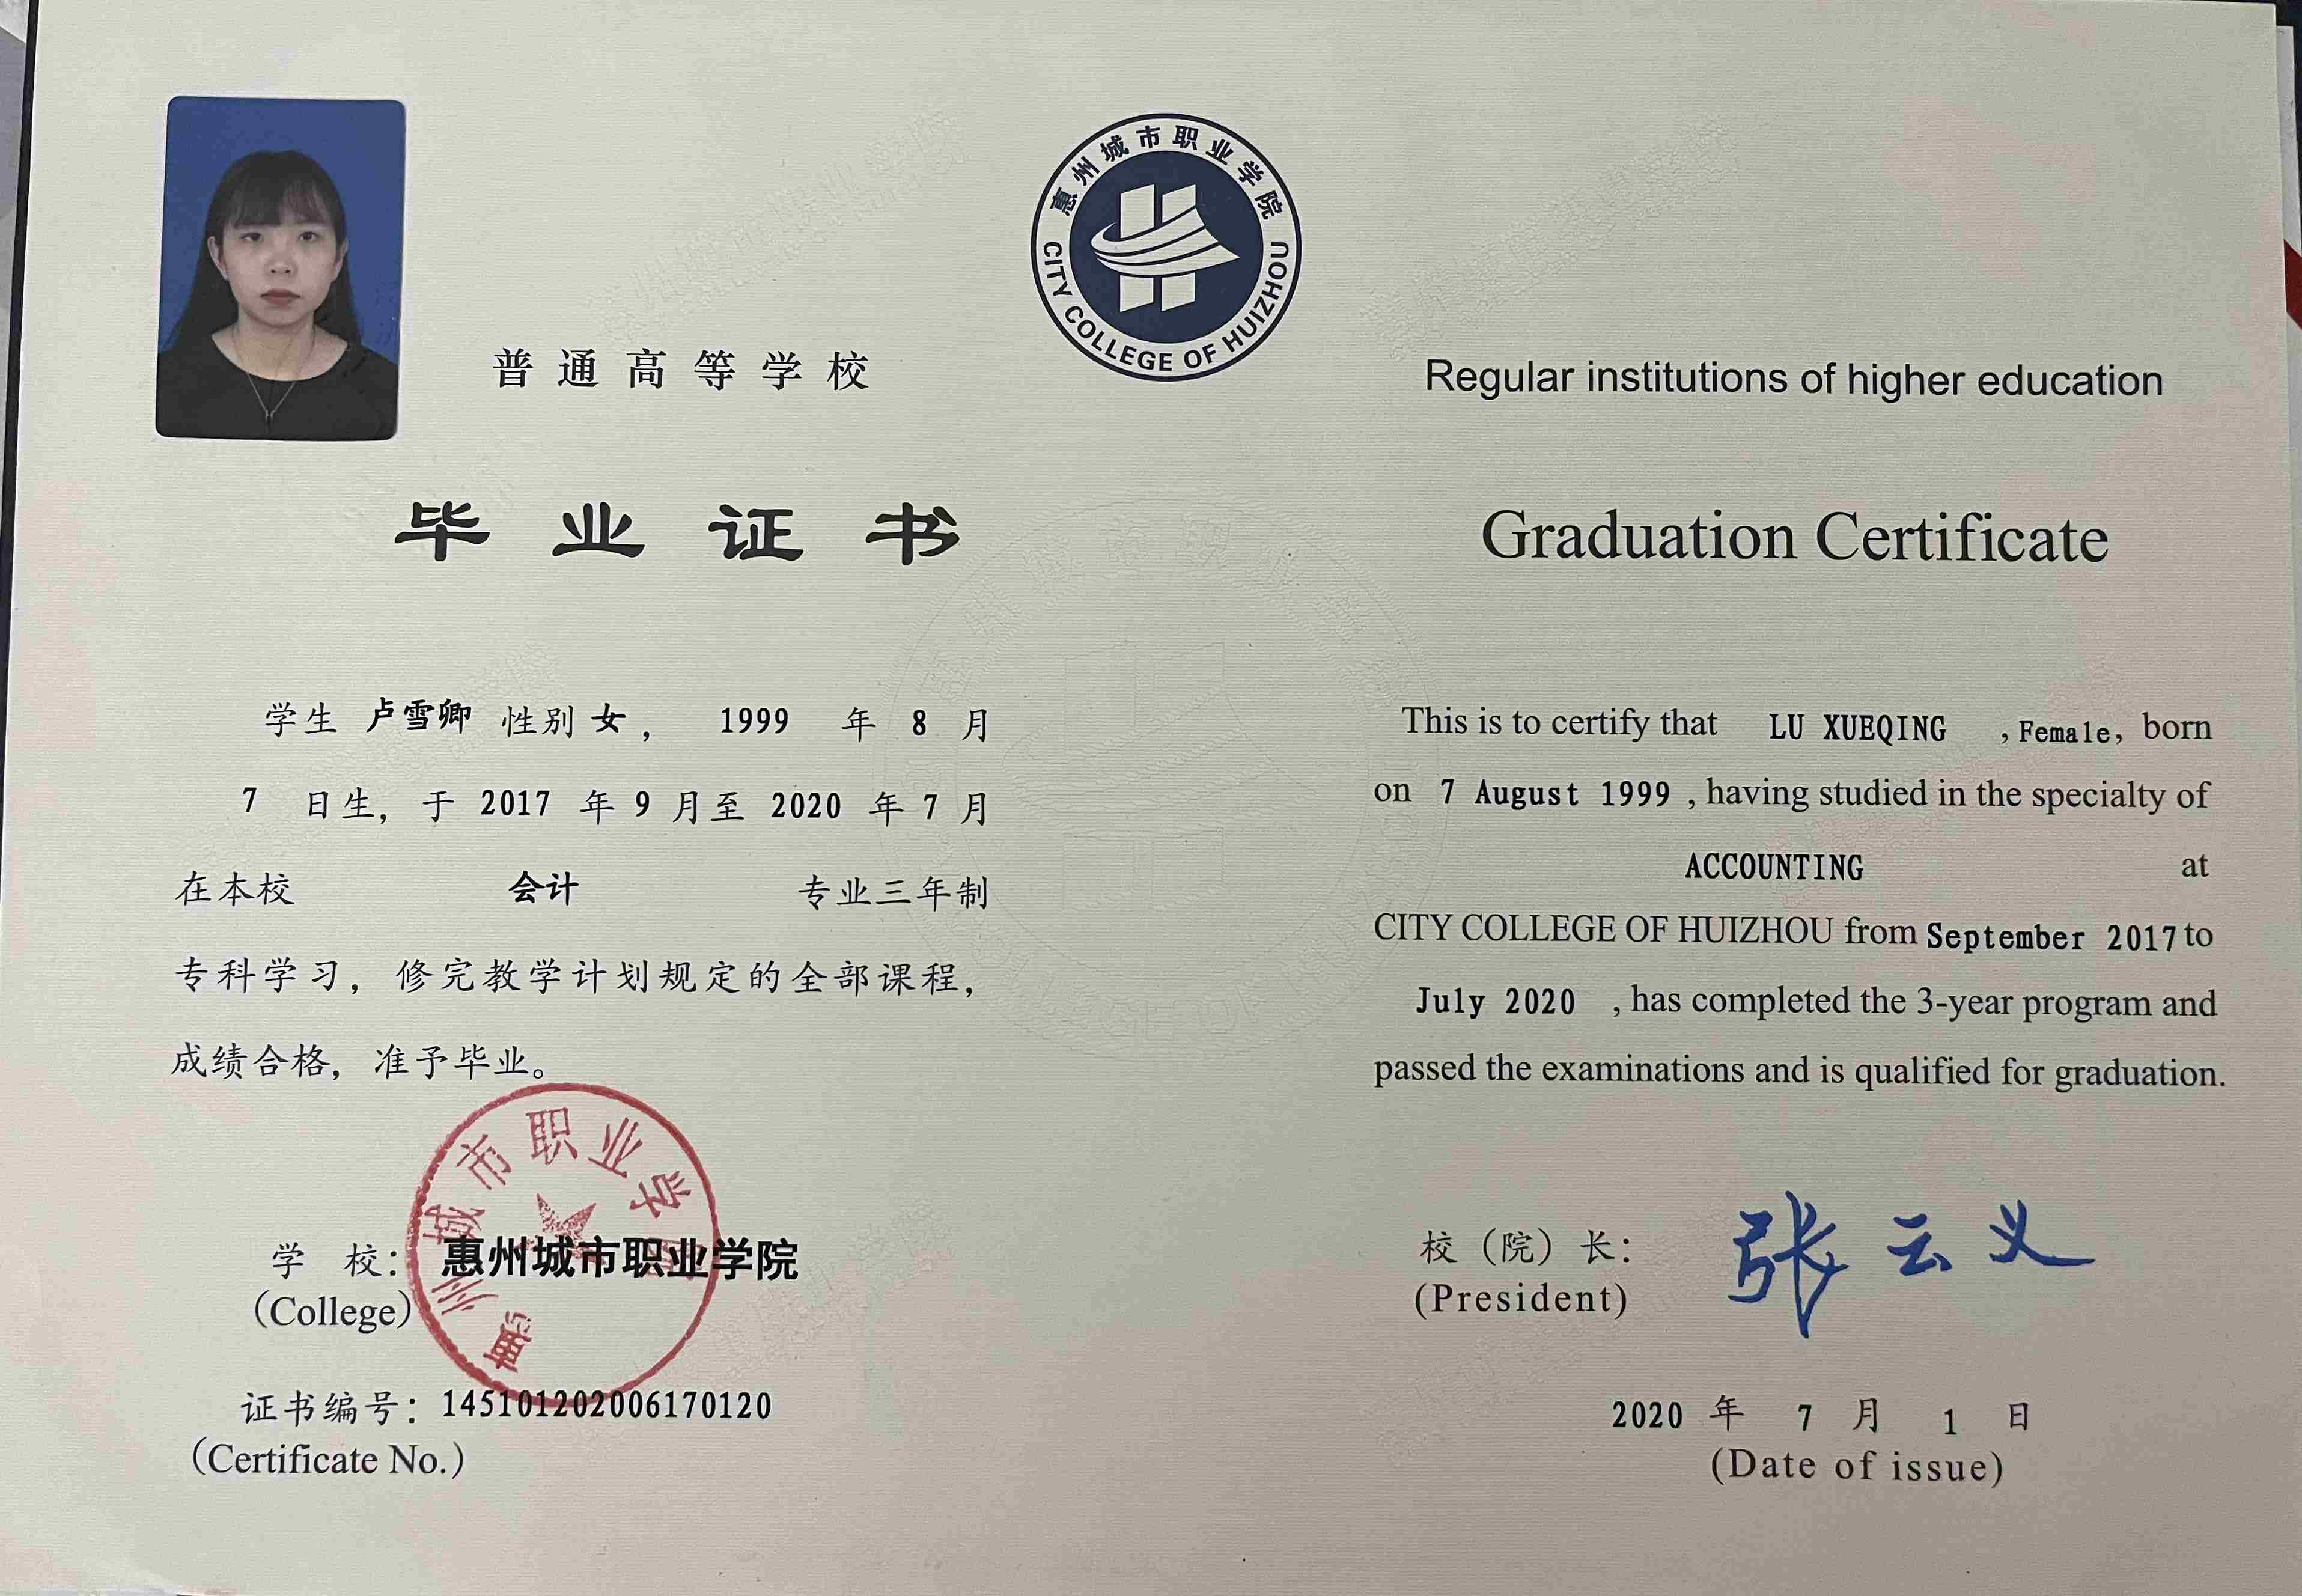 惠州城市职业学院
CITY COLLEGE OF HUIZHOU
普通高等学校
毕业证书
学生 卢雪卿 性别 女， 1999 年 8 月
7 日生，于 2017 年 9 月至 2020 年 7 月
在本校 会计 专业三年制
专科学习，修完教学计划规定的全部课程，
成绩合格，准予毕业。
惠州城市职业学院
学 校：惠州城市职业学院
(College)
证书编号：145101202006170120
(Certificate No.)
Regular institutions of higher education
Graduation Certificate
This is to certify that LU XUEQING , Female, born
on 7 August 1999 , having studied in the specialty of
ACCOUNTING at
CITY COLLEGE OF HUIZHOU from September 2017 to
July 2020 , has completed the 3-year program and
passed the examinations and is qualified for graduation.
校（院）长：张云义
(President)
2020 年 7 月 1 日
(Date of issue)